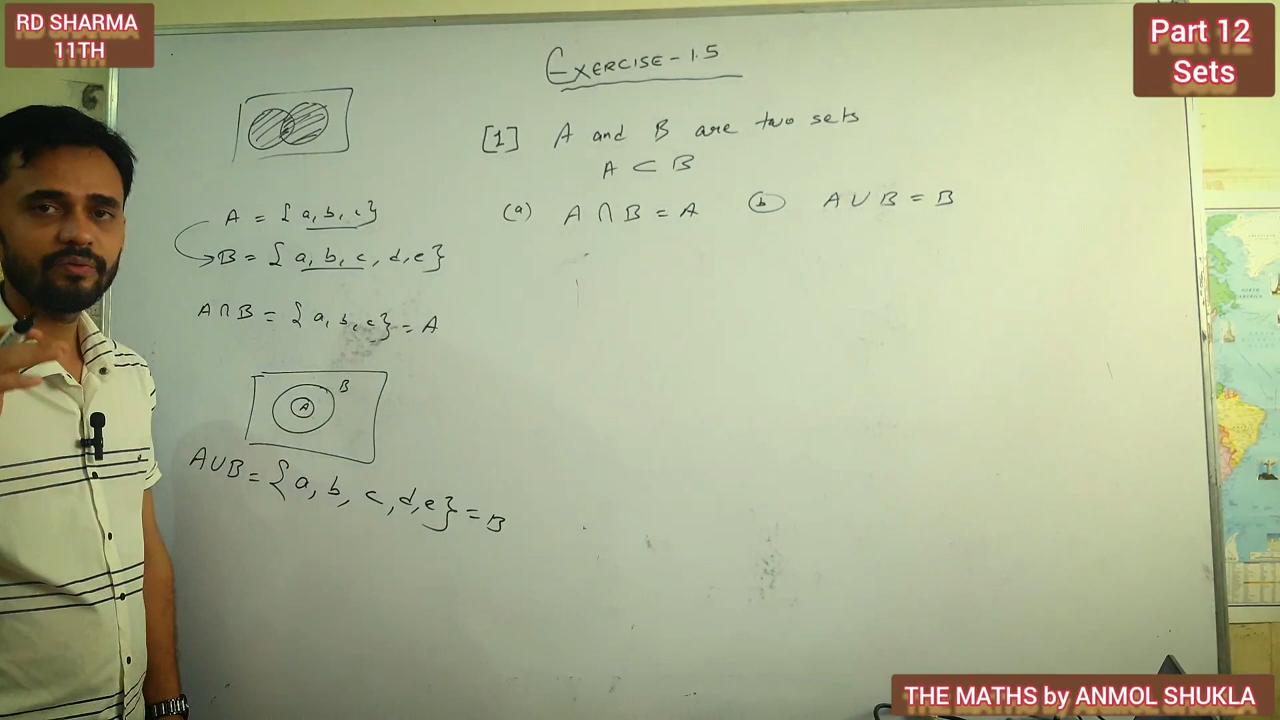 RD SHARMA
11TH
Part 12
Sets
EXERCISE - 1.5
[1] A and B are two sets
A ⊂ B
(a) A ∩ B = A (b) A ∪ B = B
A = {a, b, c}
B = {a, b, c, d, e}
A ∩ B = {a, b, c} = A
B
A
A ∪ B = {a, b, c, d, e} = B
THE MATHS by ANMOL SHUKLA